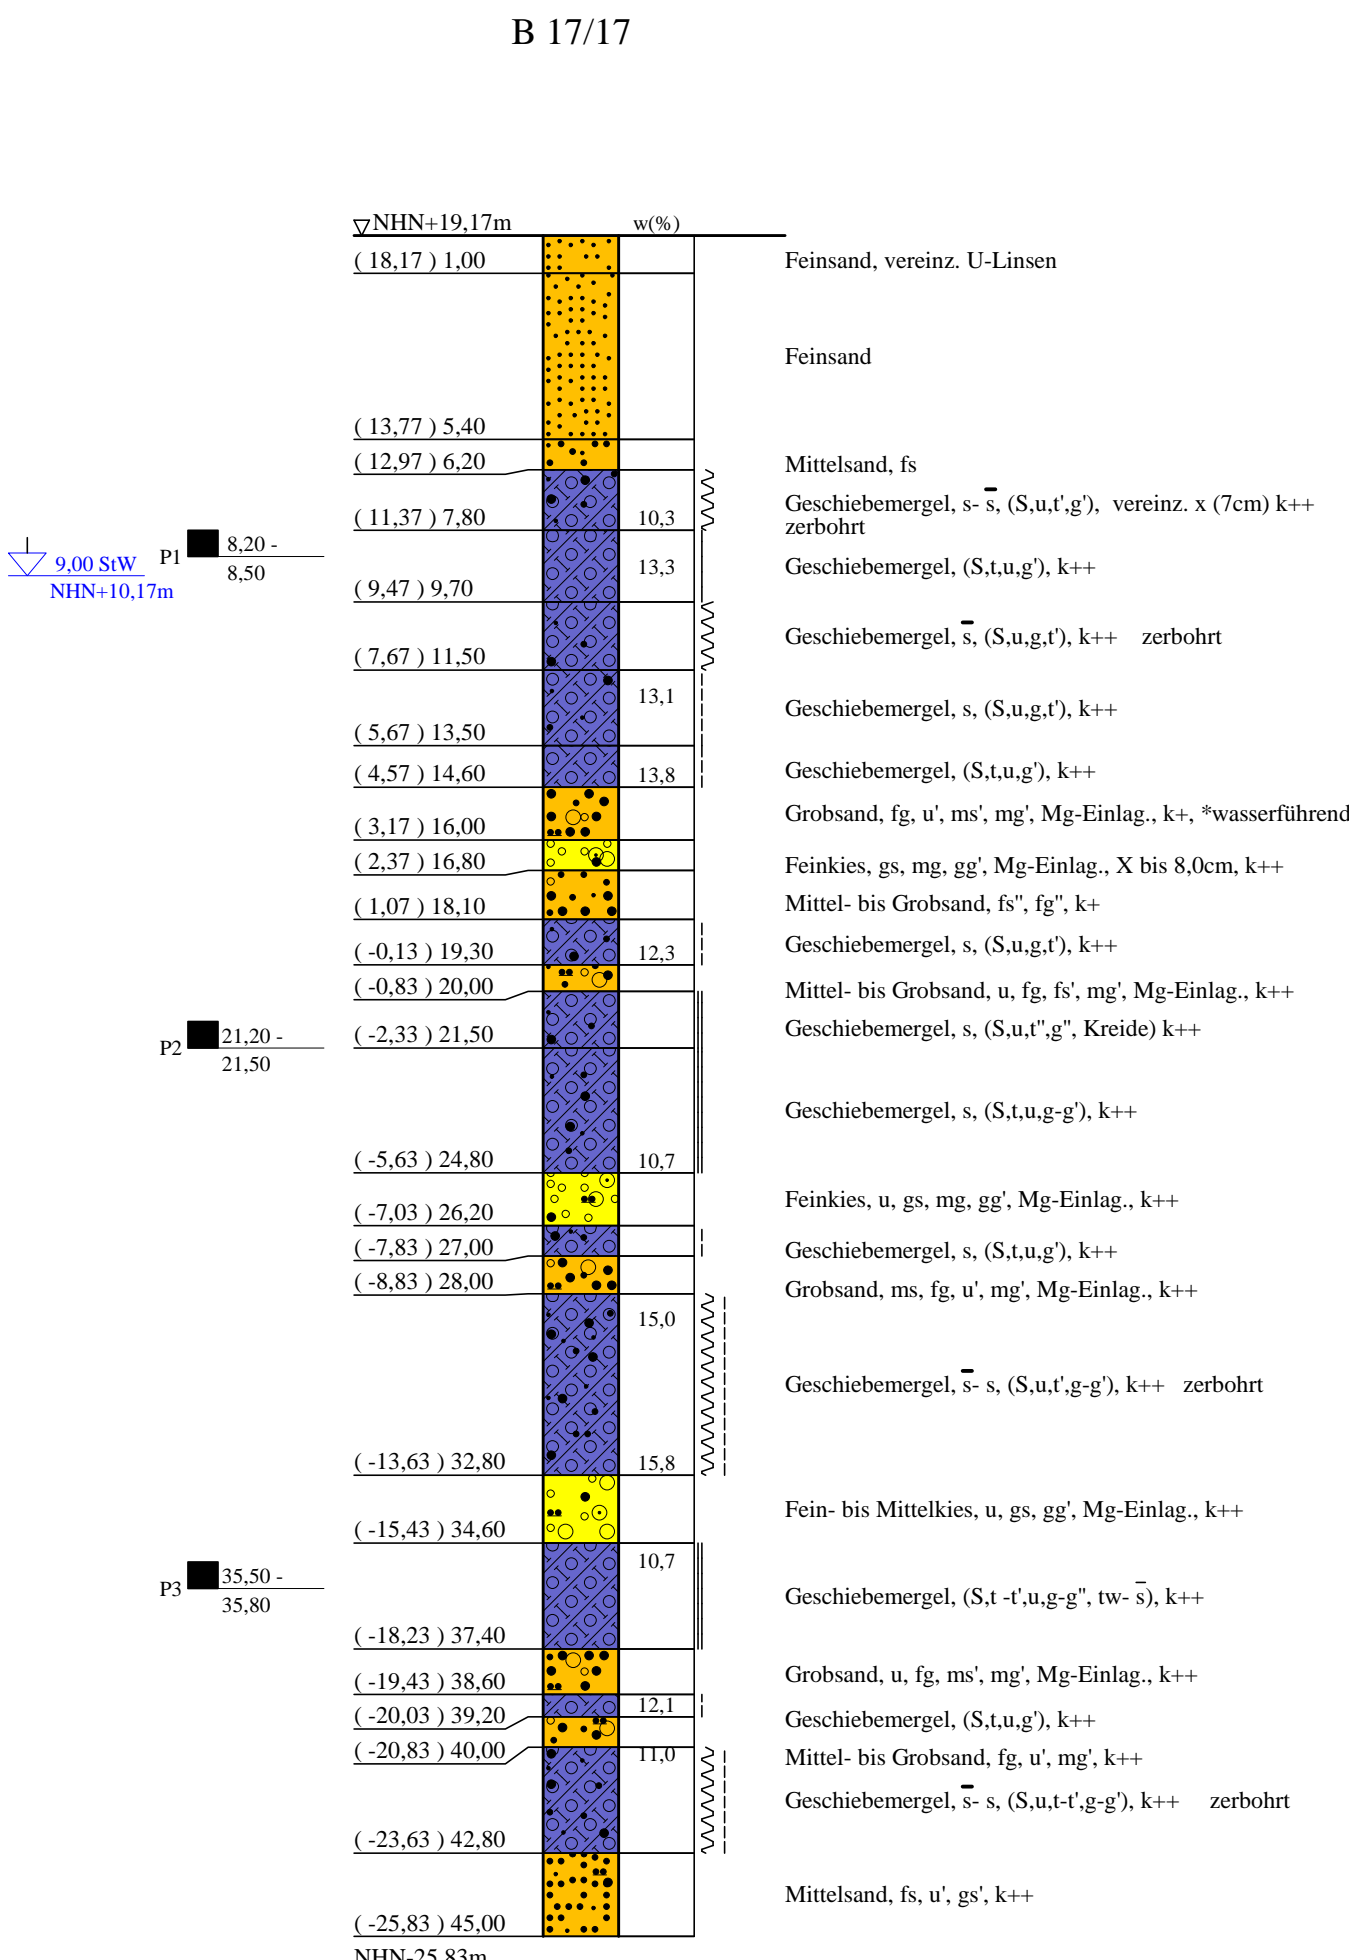 B 17/17
NHN+19,17m w(%)
( 18,17 ) 1,00 Feinsand, vereinz. U-Linsen
Feinsand
( 13,77 ) 5,40
( 12,97 ) 6,20 Mittelsand, fs
Geschiebemergel, s- s̄, (S,u,t',g'), vereinz. x (7cm) k++
zerbohrt
( 11,37 ) 7,80 10,3
P1 8,20 -
8,50
9,00 StW
NHN+10,17m
13,3 Geschiebemergel, (S,t,u,g'), k++
( 9,47 ) 9,70
Geschiebemergel, s̄, (S,u,g,t'), k++ zerbohrt
( 7,67 ) 11,50
13,1 Geschiebemergel, s, (S,u,g,t'), k++
( 5,67 ) 13,50
( 4,57 ) 14,60 13,8 Geschiebemergel, (S,t,u,g'), k++
( 3,17 ) 16,00 Grobsand, fg, u', ms', mg', Mg-Einlag., k+, *wasserführend
( 2,37 ) 16,80 Feinkies, gs, mg, gg', Mg-Einlag., X bis 8,0cm, k++
( 1,07 ) 18,10 Mittel- bis Grobsand, fs'', fg'', k+
( -0,13 ) 19,30 12,3 Geschiebemergel, s, (S,u,g,t'), k++
( -0,83 ) 20,00 Mittel- bis Grobsand, u, fg, fs', mg', Mg-Einlag., k++
P2 21,20 -
21,50
( -2,33 ) 21,50 Geschiebemergel, s, (S,u,t'',g'', Kreide) k++
Geschiebemergel, s, (S,t,u,g-g'), k++
( -5,63 ) 24,80 10,7
( -7,03 ) 26,20 Feinkies, u, gs, mg, gg', Mg-Einlag., k++
( -7,83 ) 27,00 Geschiebemergel, s, (S,t,u,g'), k++
( -8,83 ) 28,00 Grobsand, ms, fg, u', mg', Mg-Einlag., k++
15,0
Geschiebemergel, s̄- s, (S,u,t',g-g'), k++ zerbohrt
( -13,63 ) 32,80 15,8
( -15,43 ) 34,60 Fein- bis Mittelkies, u, gs, gg', Mg-Einlag., k++
10,7
P3 35,50 -
35,80
Geschiebemergel, (S,t -t',u,g-g'', tw- s̄), k++
( -18,23 ) 37,40
( -19,43 ) 38,60 Grobsand, u, fg, ms', mg', Mg-Einlag., k++
( -20,03 ) 39,20 12,1 Geschiebemergel, (S,t,u,g'), k++
( -20,83 ) 40,00 11,0 Mittel- bis Grobsand, fg, u', mg', k++
Geschiebemergel, s̄- s, (S,u,t-t',g-g'), k++ zerbohrt
( -23,63 ) 42,80
Mittelsand, fs, u', gs', k++
( -25,83 ) 45,00
NHN-25,83m